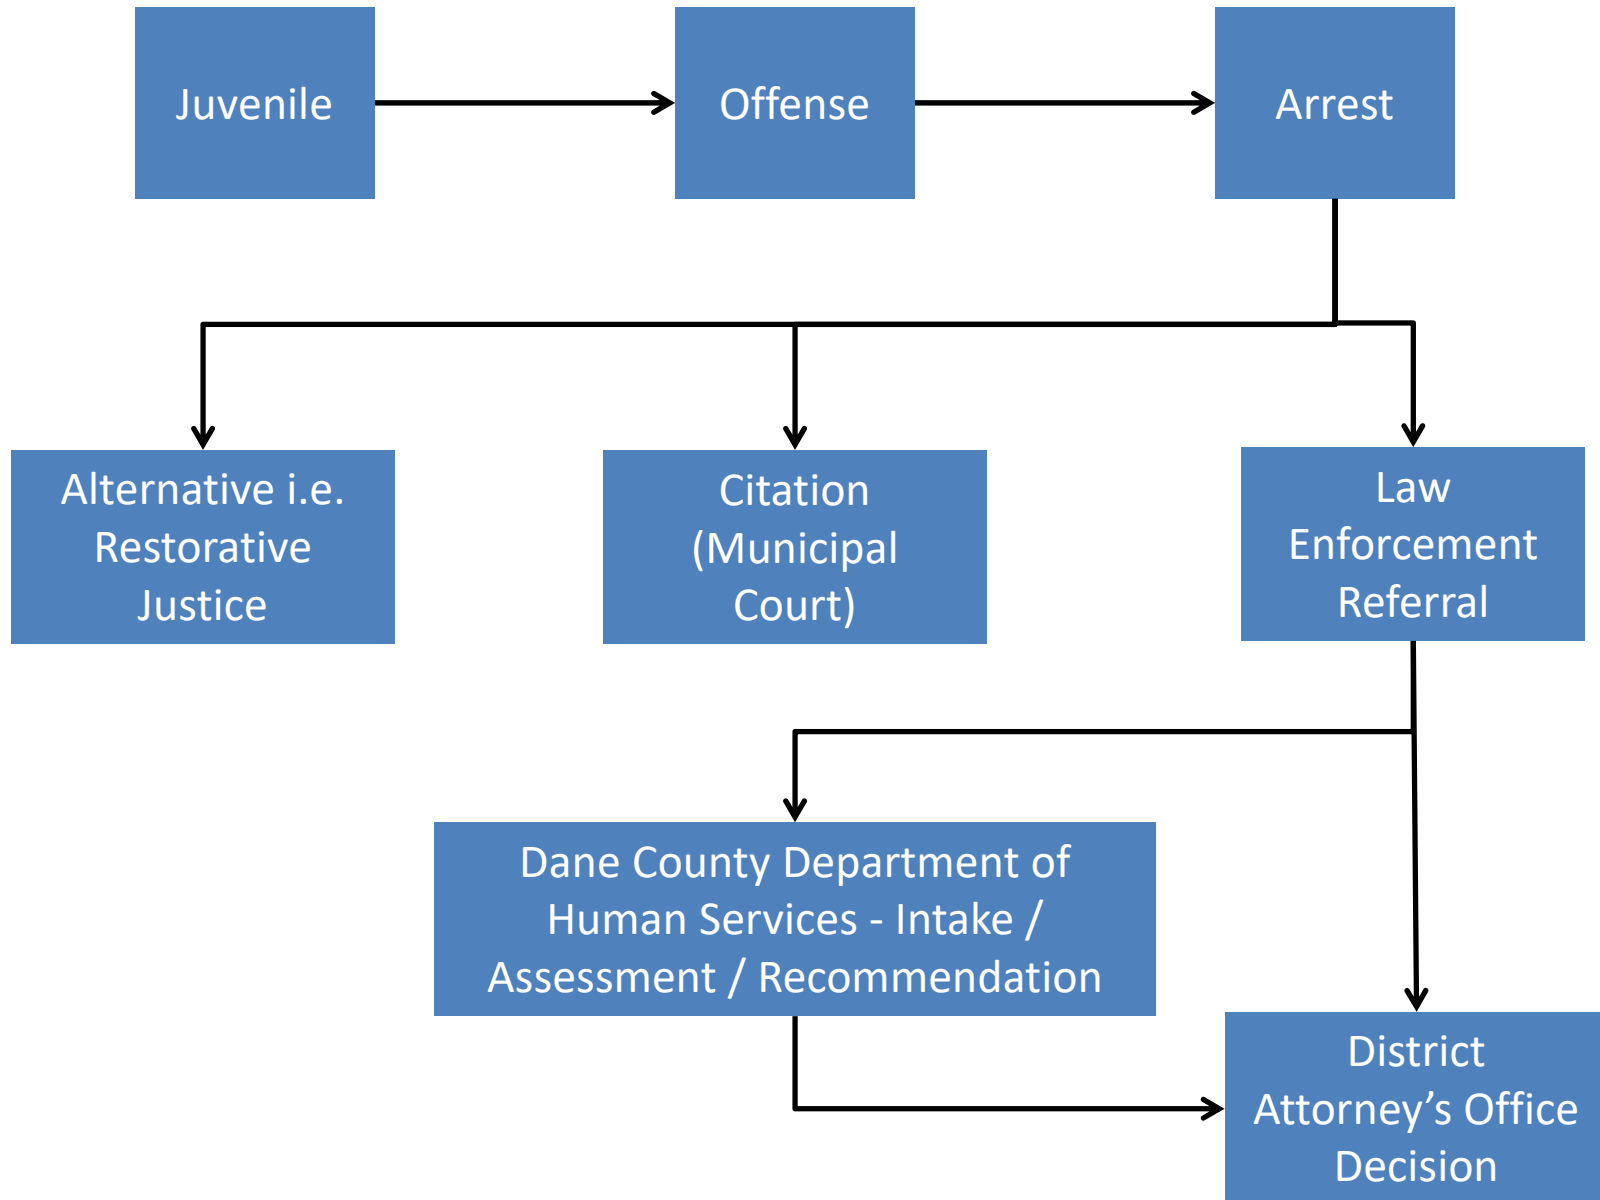 Juvenile
Offense
Arrest
Alternative i.e.
Restorative
Justice
Citation
(Municipal
Court)
Law
Enforcement
Referral
Dane County Department of
Human Services - Intake /
Assessment / Recommendation
District
Attorney’s Office
Decision